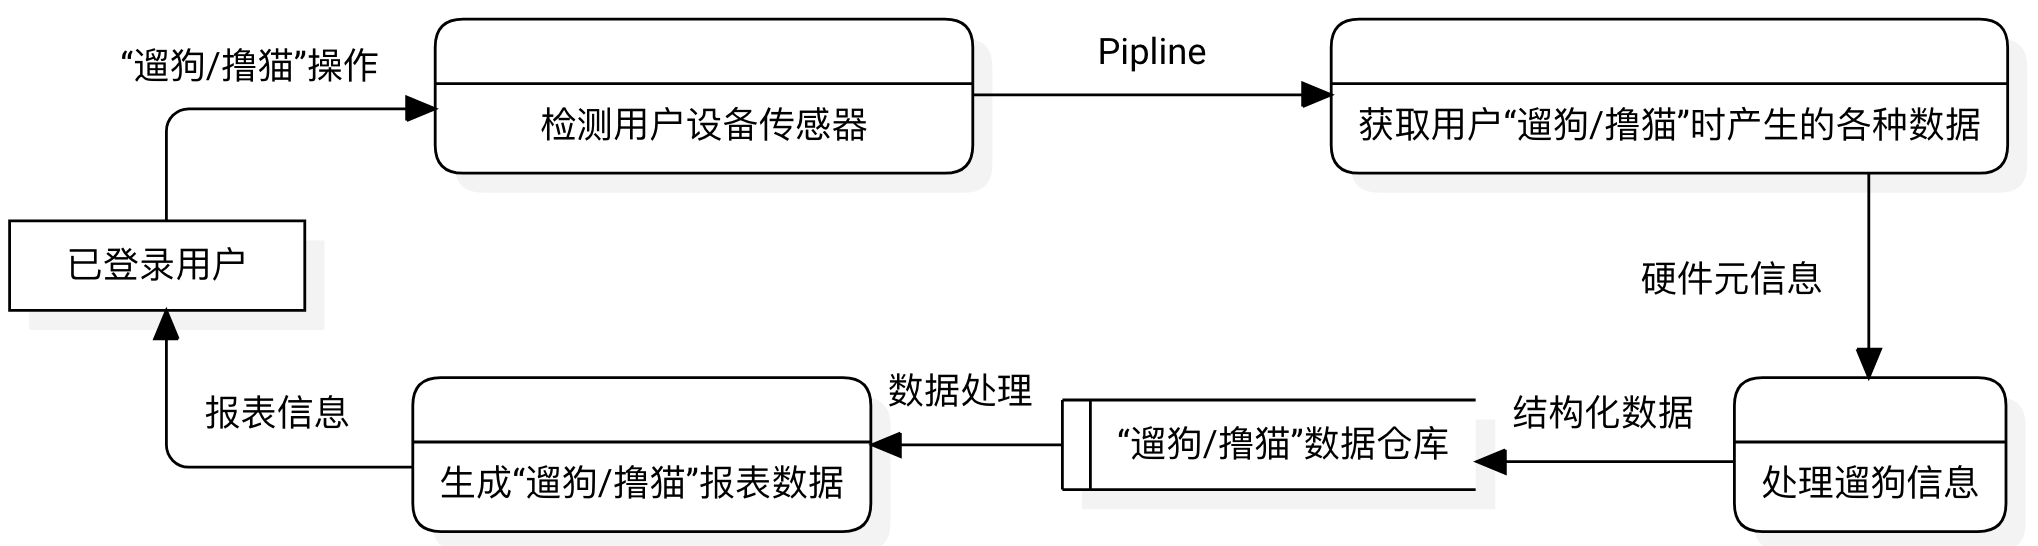 “遛狗/撸猫”操作
检测用户设备传感器
Pipline
获取用户“遛狗/撸猫”时产生的各种数据
已登录用户
硬件元信息
处理遛狗信息
结构化数据
“遛狗/撸猫”数据仓库
数据处理
生成“遛狗/撸猫”报表数据
报表信息